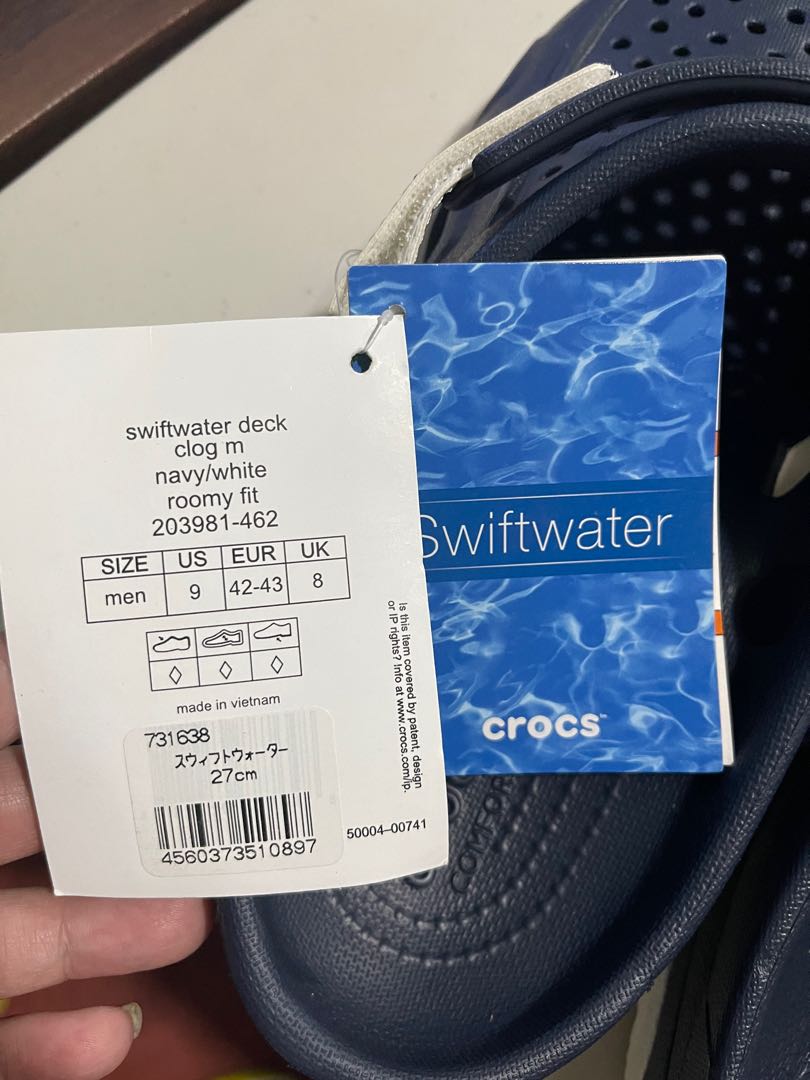 swiftwater deck
clog m
navy/white
roomy fit
203981-462
SIZE US EUR UK
men 9 42-43 8
made in vietnam
731638
スウィフトウォーター
27cm
4560373510897
50004-00741
Is this item covered by patent, design
or IP rights? Info at www.crocs.com/ip.
Swiftwater
crocs™